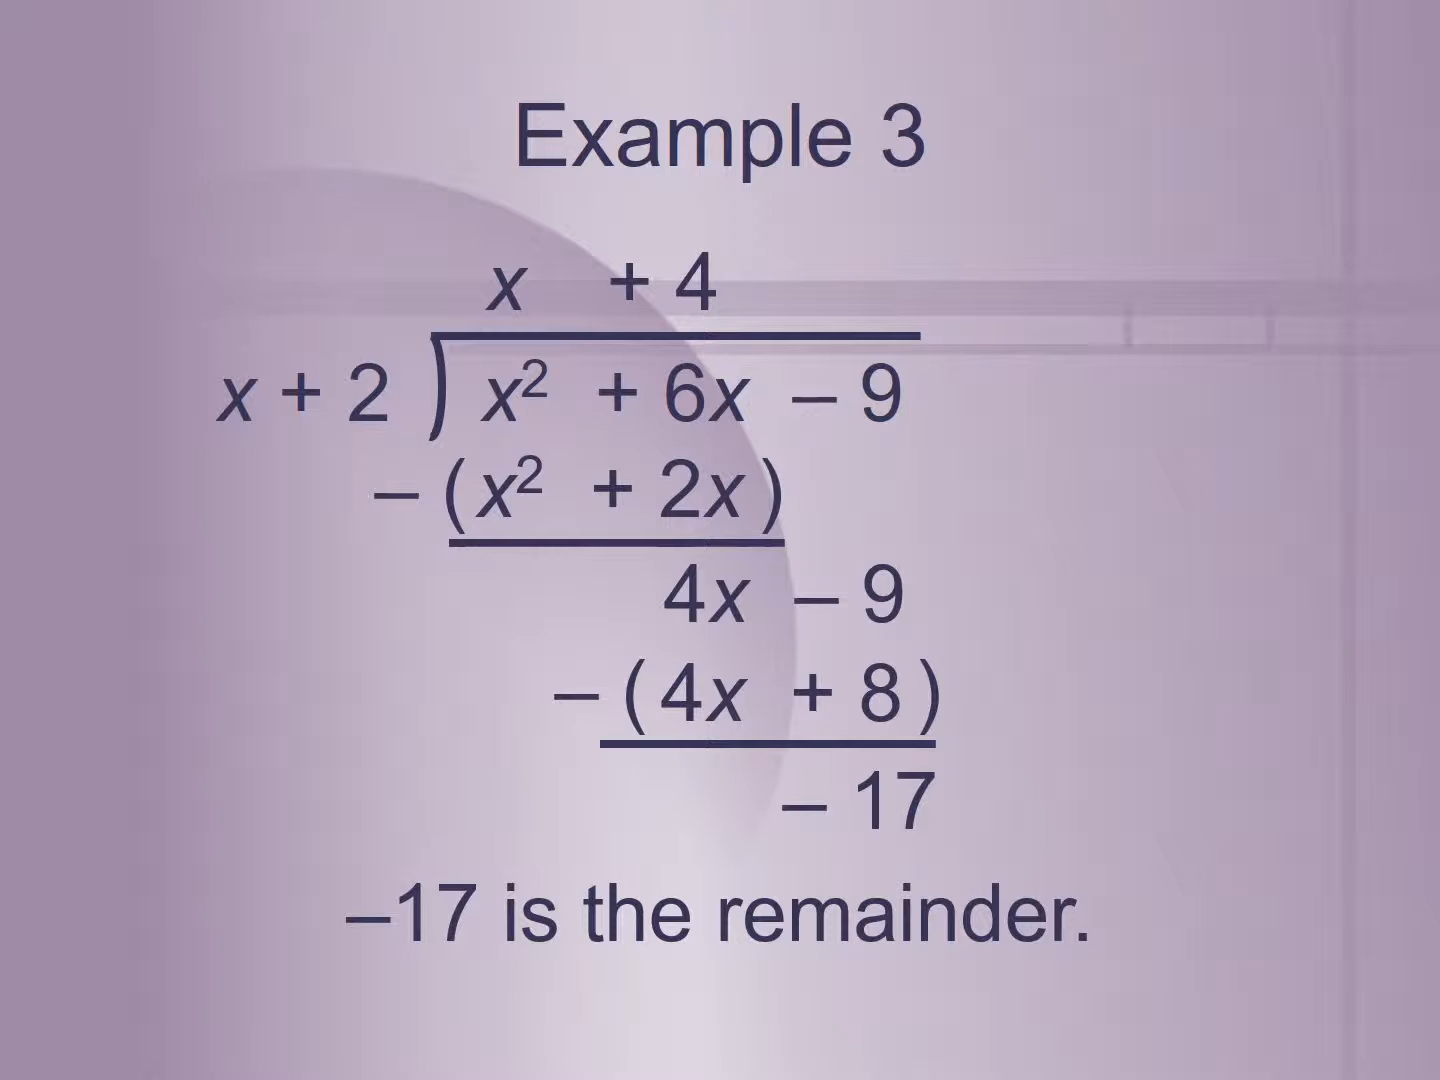 Example 3
x + 4
x + 2 ) x² + 6x – 9
– ( x² + 2x )
4x – 9
– ( 4x + 8 )
– 17
–17 is the remainder.